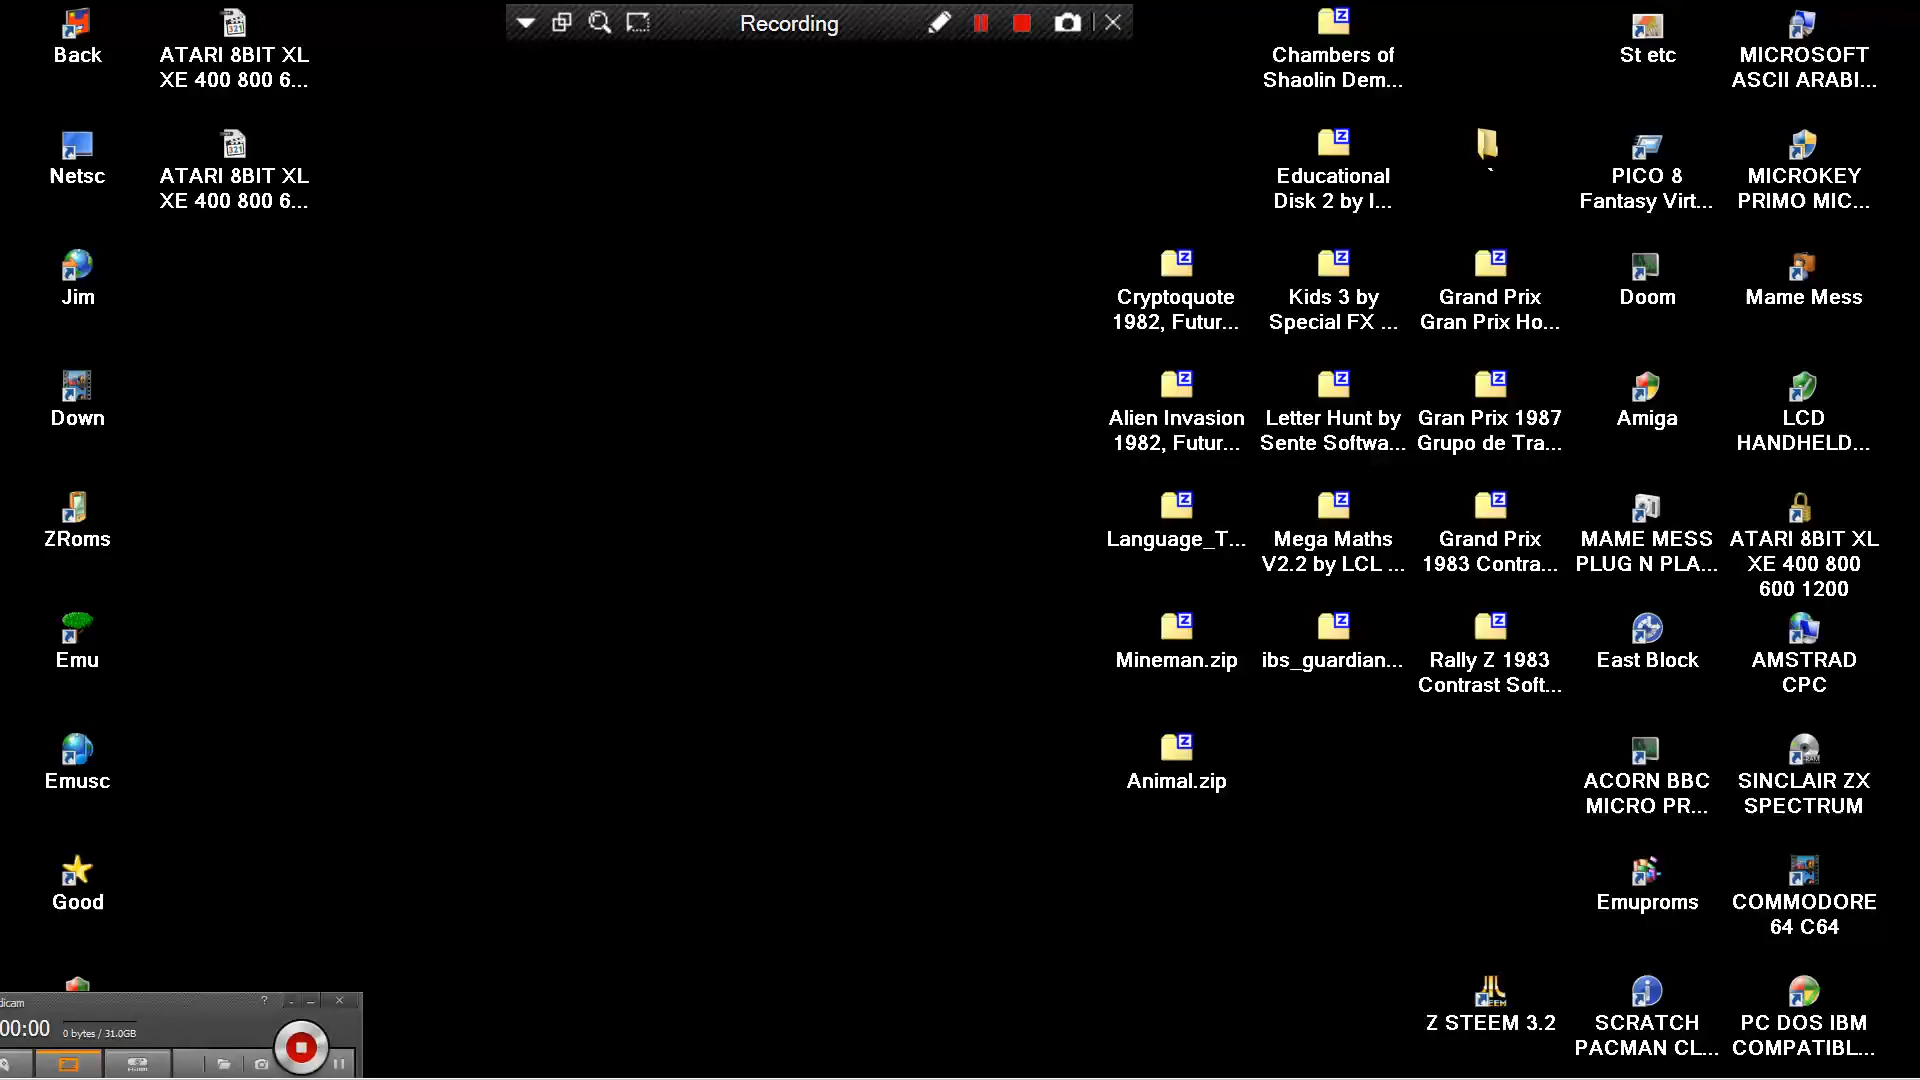 Recording
Back
ATARI 8BIT XL
XE 400 800 6...
Chambers of
Shaolin Dem...
St etc
MICROSOFT
ASCII ARABI...
Netsc
ATARI 8BIT XL
XE 400 800 6...
Educational
Disk 2 by I...
`
PICO 8
Fantasy Virt...
MICROKEY
PRIMO MIC...
Jim
Cryptoquote
1982, Futur...
Kids 3 by
Special FX ...
Grand Prix
Gran Prix Ho...
Doom
Mame Mess
Down
Alien Invasion
1982, Futur...
Letter Hunt by
Sente Softwa...
Gran Prix 1987
Grupo de Tra...
Amiga
LCD
HANDHELD...
ZRoms
Language_T...
Mega Maths
V2.2 by LCL ...
Grand Prix
1983 Contra...
MAME MESS
PLUG N PLA...
ATARI 8BIT XL
XE 400 800
600 1200
Emu
Mineman.zip
ibs_guardian...
Rally Z 1983
Contrast Soft...
East Block
AMSTRAD
CPC
Emusc
Animal.zip
ACORN BBC
MICRO PR...
SINCLAIR ZX
SPECTRUM
Good
Emuproms
COMMODORE
64 C64
Z STEEM 3.2
SCRATCH
PACMAN CL...
PC DOS IBM
COMPATIBL...
dicam
00:00
0 bytes / 31.0GB